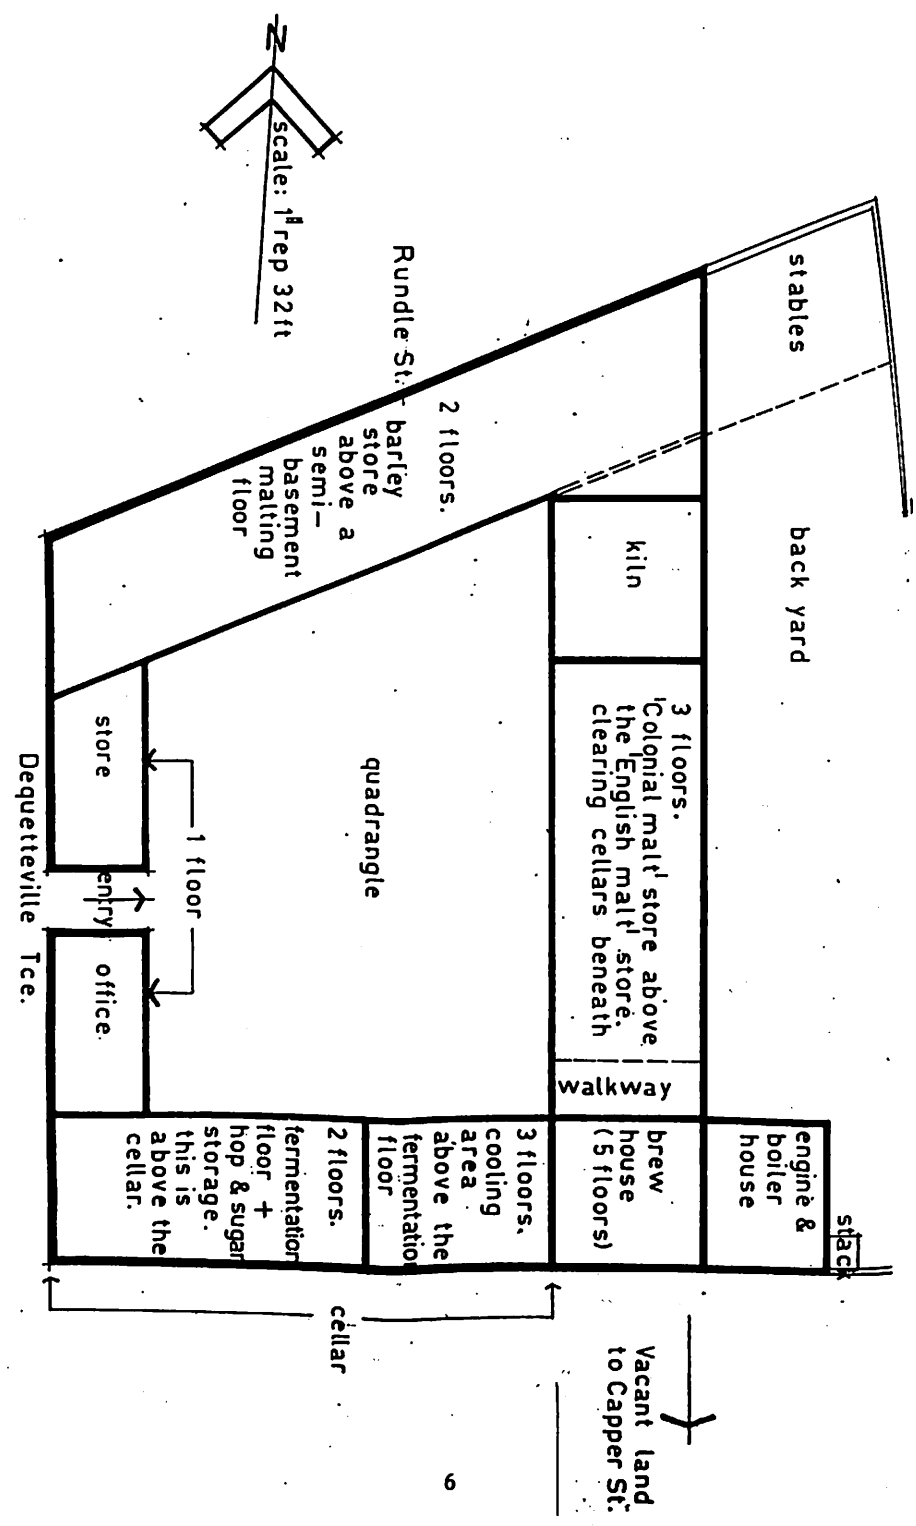 N
scale: 1" rep 32ft
stables
back yard
Rundle St.
2 floors.
barley
store
above a
semi-
basement
malting
floor
kiln
3 floors.
'Colonial malt' store above
the 'English malt' store.
clearing cellars beneath
walkway
quadrangle
store
1 floor
entry
office.
Dequetteville Tce.
engine &
boiler
house
stack
brew
house
(5 floors)
3 floors.
cooling
area
above the
fermentation
floor
2 floors.
fermentation
floor +
hop & sugar
storage.
this is
above the
cellar.
cellar
Vacant land
to Capper St.
6